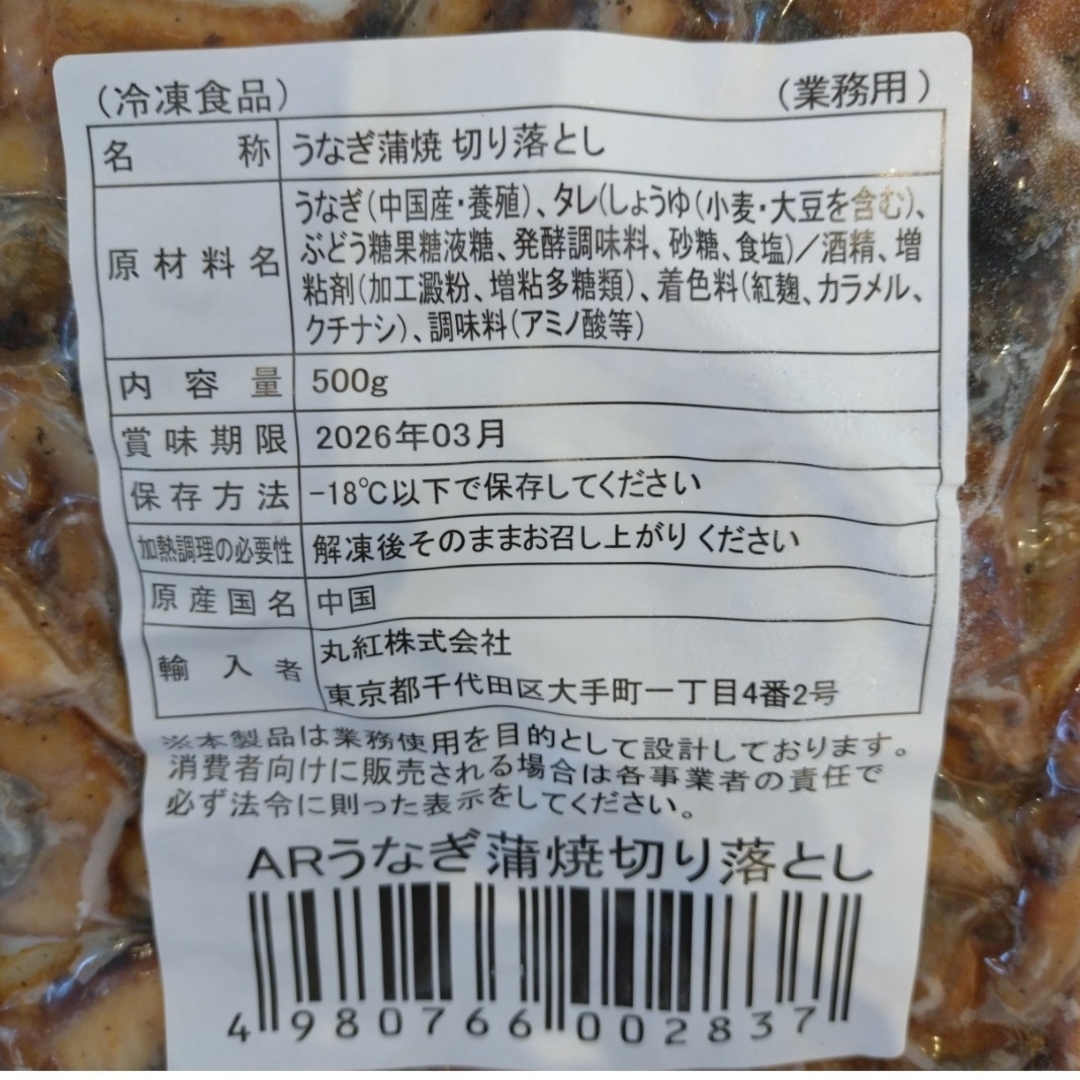 （冷凍食品） （業務用）
名称 うなぎ蒲焼 切り落とし
原材料名 うなぎ（中国産・養殖）、タレ（しょうゆ（小麦・大豆を含む）、
ぶどう糖果糖液糖、発酵調味料、砂糖、食塩）／酒精、増
粘剤（加工澱粉、増粘多糖類）、着色料（紅麹、カラメル、
クチナシ）、調味料（アミノ酸等）
内容量 500g
賞味期限 2026年03月
保存方法 -18℃以下で保存してください
加熱調理の必要性 解凍後そのままお召し上がりください
原産国名 中国
輸入者 丸紅株式会社
東京都千代田区大手町一丁目4番2号
※本製品は業務使用を目的として設計しております。
消費者向けに販売される場合は各事業者の責任で
必ず法令に則った表示をしてください。
ARうなぎ蒲焼切り落とし
4980766002837